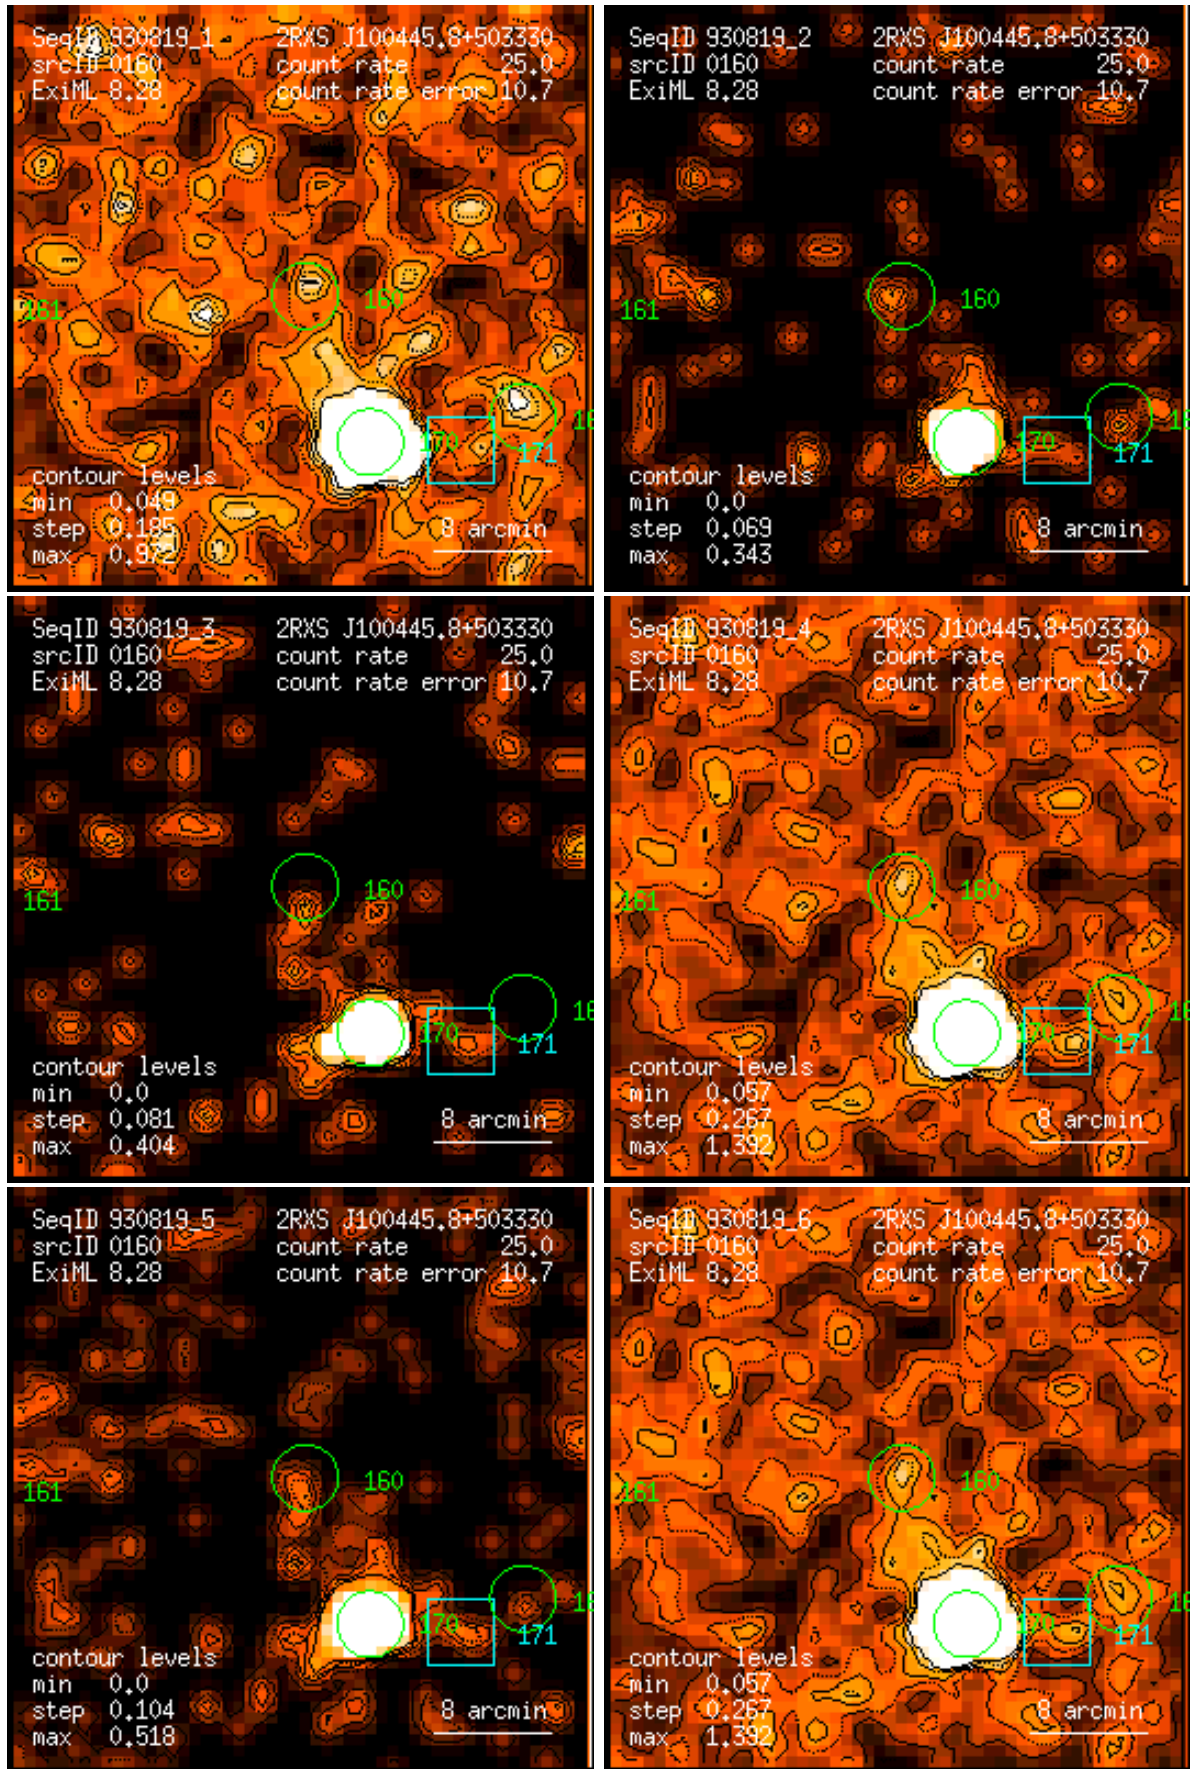 SeqID 930819_1 2RXS J100445.8+503330
srcID 0160 count rate 25.0
ExiML 8.28 count rate error 10.7
161 160
170 171 16
contour levels
min 0.049
step 0.185
max 0.972
8 arcmin
SeqID 930819_2 2RXS J100445.8+503330
srcID 0160 count rate 25.0
ExiML 8.28 count rate error 10.7
161 160
170 171 16
contour levels
min 0.0
step 0.069
max 0.343
8 arcmin
SeqID 930819_3 2RXS J100445.8+503330
srcID 0160 count rate 25.0
ExiML 8.28 count rate error 10.7
161 160
170 171 16
contour levels
min 0.0
step 0.081
max 0.404
8 arcmin
SeqID 930819_4 2RXS J100445.8+503330
srcID 0160 count rate 25.0
ExiML 8.28 count rate error 10.7
161 160
170 171 16
contour levels
min 0.057
step 0.267
max 1.392
8 arcmin
SeqID 930819_5 2RXS J100445.8+503330
srcID 0160 count rate 25.0
ExiML 8.28 count rate error 10.7
161 160
170 171 16
contour levels
min 0.0
step 0.104
max 0.518
8 arcmin
SeqID 930819_6 2RXS J100445.8+503330
srcID 0160 count rate 25.0
ExiML 8.28 count rate error 10.7
161 160
170 171 16
contour levels
min 0.057
step 0.267
max 1.392
8 arcmin